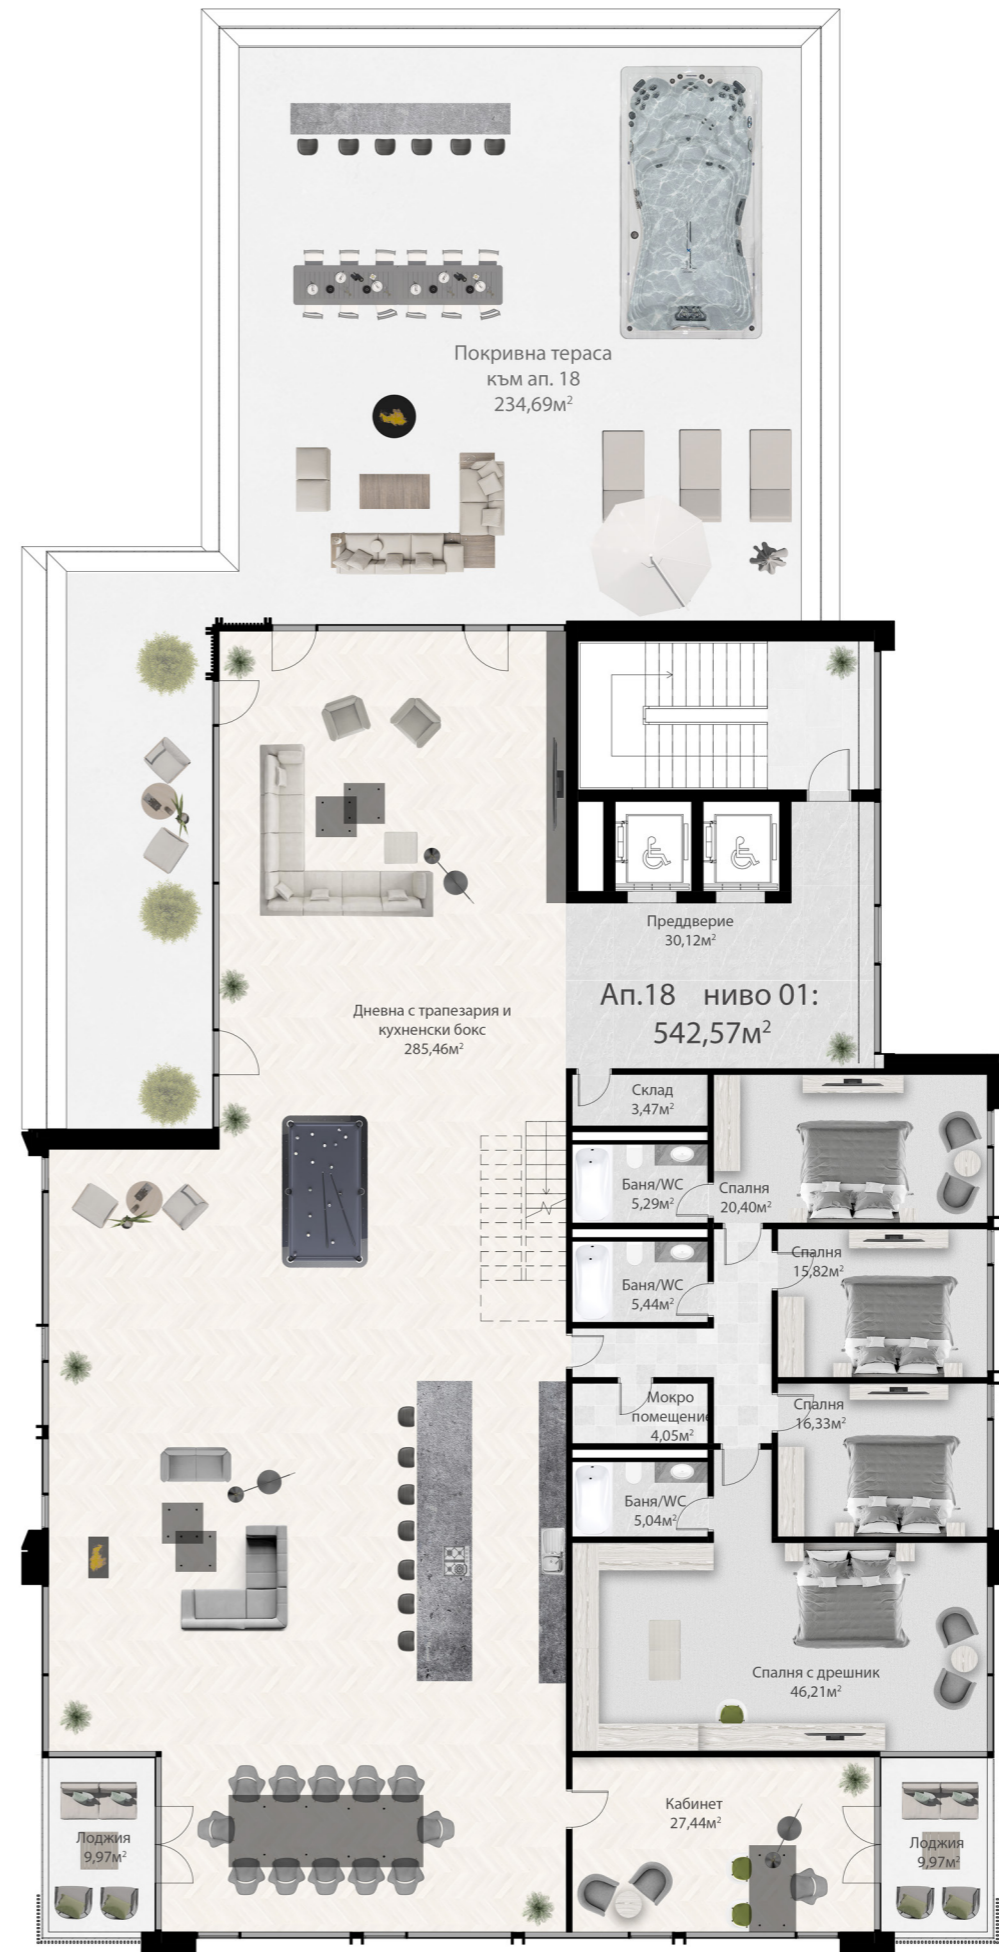 Покривна тераса
към ап. 18
234,69м²
Преддверие
30,12м²
Ап.18 ниво 01:
542,57м²
Дневна с трапезария и
кухненски бокс
285,46м²
Склад
3,47м²
Баня/WC
5,29м²
Спалня
20,40м²
Спалня
15,82м²
Баня/WC
5,44м²
Мокро
помещение
4,05м²
Спалня
16,33м²
Баня/WC
5,04м²
Спалня с дрешник
46,21м²
Кабинет
27,44м²
Лоджия
9,97м²
Лоджия
9,97м²